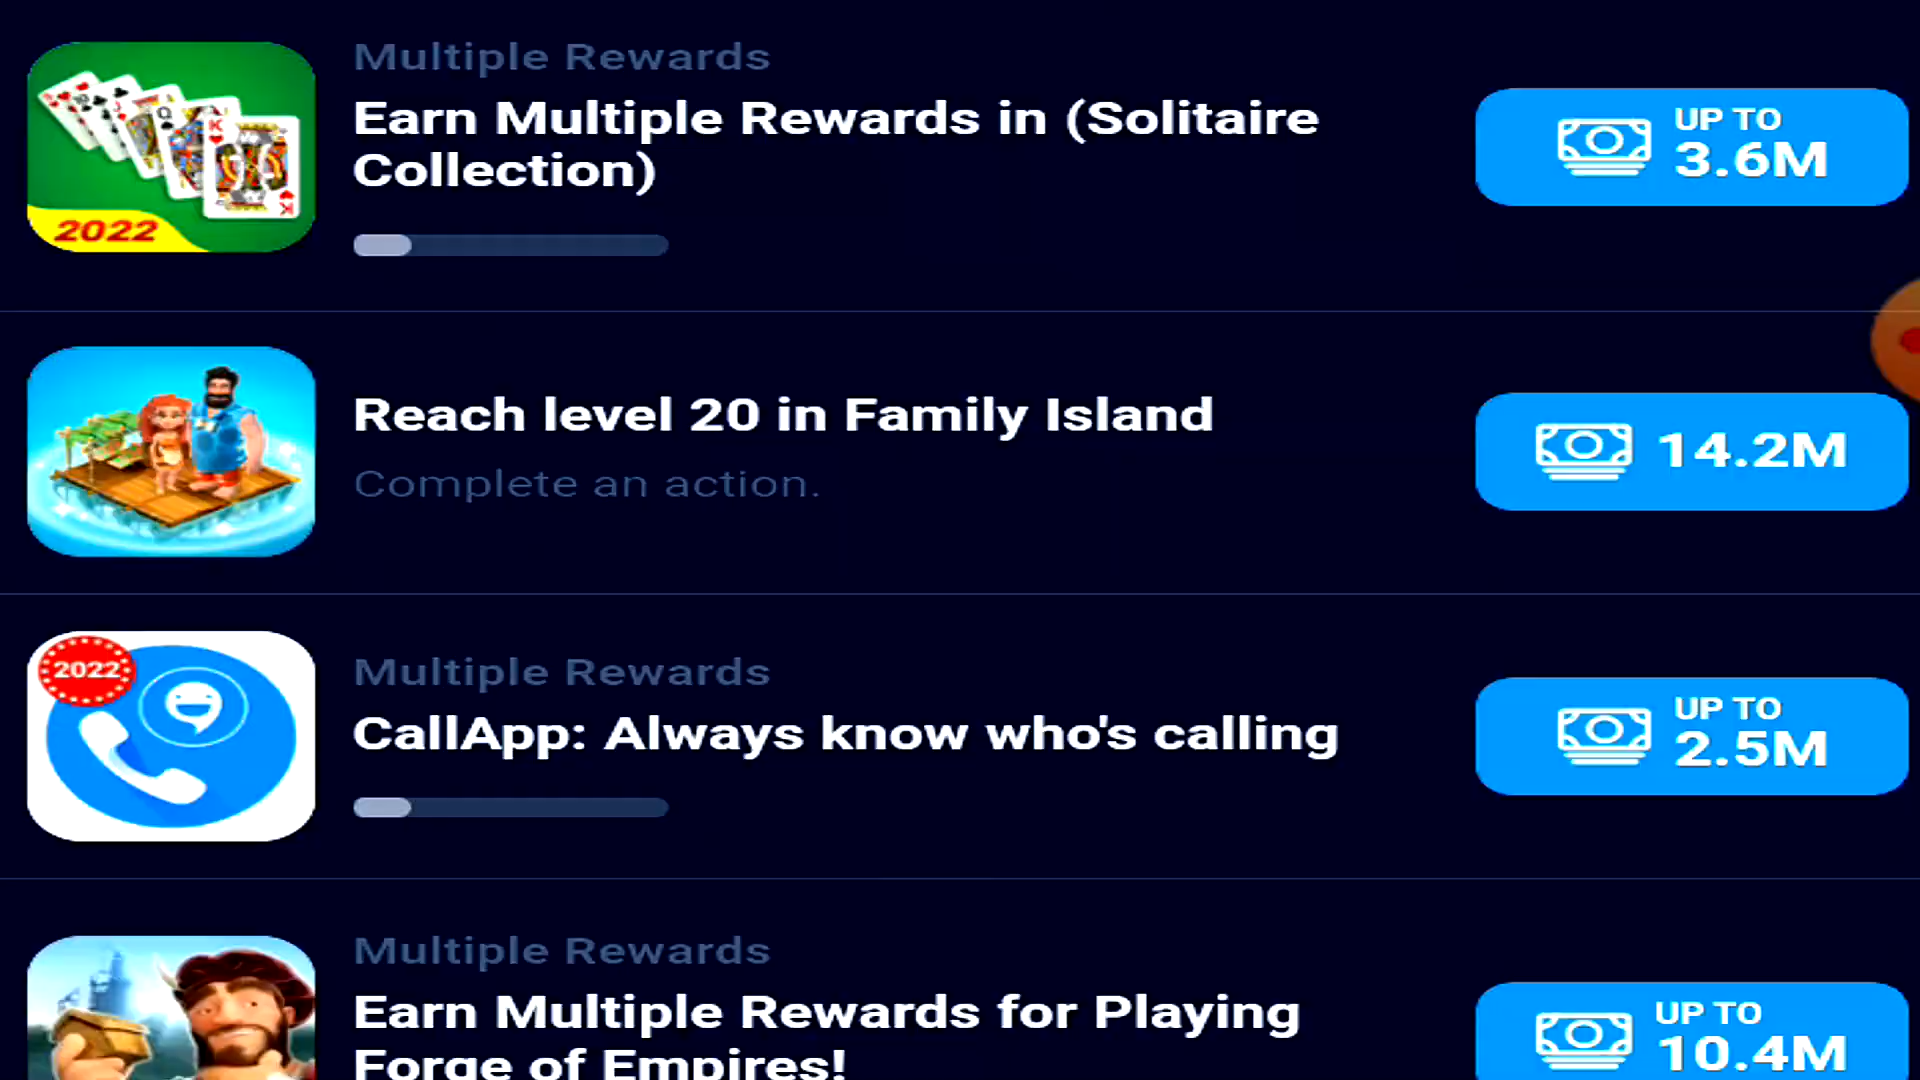 Multiple Rewards
Earn Multiple Rewards in (Solitaire
Collection)
UP TO
3.6M
2022
Reach level 20 in Family Island
Complete an action.
14.2M
2022
Multiple Rewards
CallApp: Always know who's calling
UP TO
2.5M
Multiple Rewards
Earn Multiple Rewards for Playing
Forge of Empires!
UP TO
10.4M